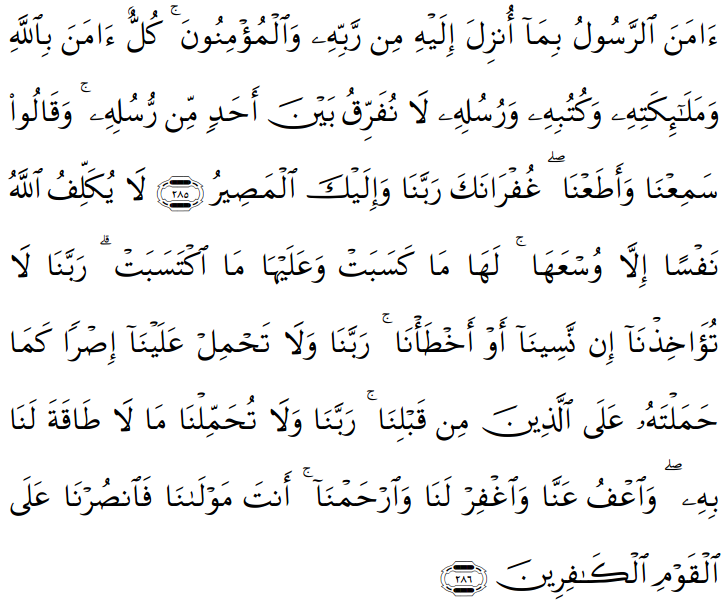 ءَامَنَ ٱلرَّسُولُ بِمَآ أُنزِلَ إِلَيْهِ مِن رَّبِّهِۦ وَٱلْمُؤْمِنُونَ ۚ كُلٌّ ءَامَنَ بِٱللَّهِ
وَمَلَـٰٓئِكَتِهِۦ وَكُتُبِهِۦ وَرُسُلِهِۦ لَا نُفَرِّقُ بَيْنَ أَحَدٍ مِّن رُّسُلِهِۦ ۚ وَقَالُوا۟
سَمِعْنَا وَأَطَعْنَا ۖ غُفْرَانَكَ رَبَّنَا وَإِلَيْكَ ٱلْمَصِيرُ ٢٨٥ لَا يُكَلِّفُ ٱللَّهُ
نَفْسًا إِلَّا وُسْعَهَا ۚ لَهَا مَا كَسَبَتْ وَعَلَيْهَا مَا ٱكْتَسَبَتْ ۗ رَبَّنَا لَا
تُؤَاخِذْنَآ إِن نَّسِينَآ أَوْ أَخْطَأْنَا ۚ رَبَّنَا وَلَا تَحْمِلْ عَلَيْنَآ إِصْرًا كَمَا
حَمَلْتَهُۥ عَلَى ٱلَّذِينَ مِن قَبْلِنَا ۚ رَبَّنَا وَلَا تُحَمِّلْنَا مَا لَا طَاقَةَ لَنَا
بِهِۦ ۖ وَٱعْفُ عَنَّا وَٱغْفِرْ لَنَا وَٱرْحَمْنَآ ۚ أَنتَ مَوْلَىٰنَا فَٱنصُرْنَا عَلَى
ٱلْقَوْمِ ٱلْكَـٰفِرِينَ ٢٨٦